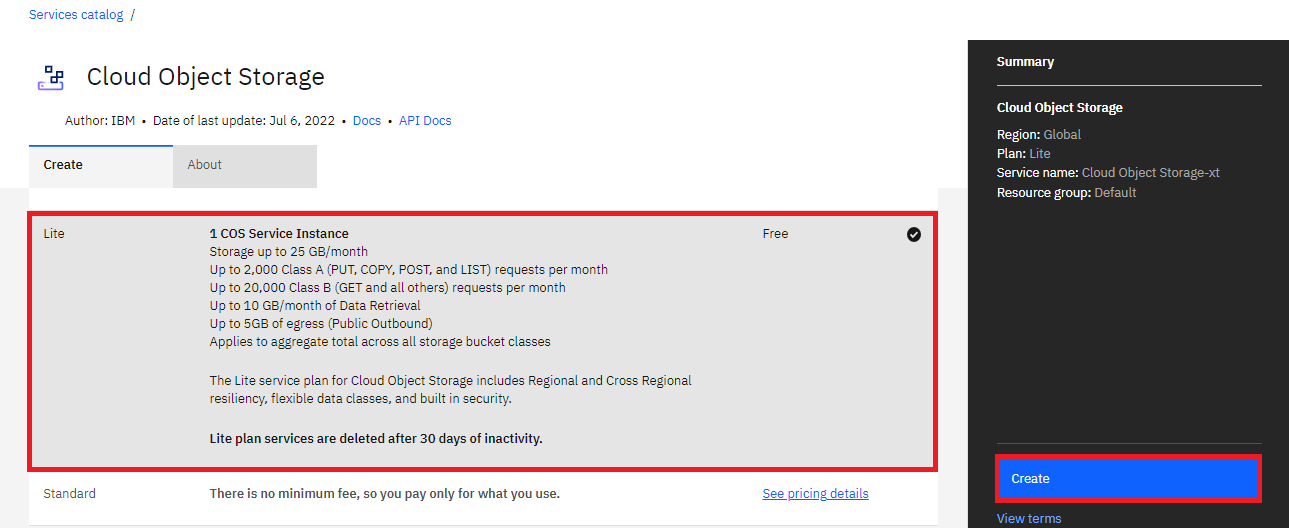 Services catalog /
Cloud Object Storage
Author: IBM • Date of last update: Jul 6, 2022 • Docs • API Docs
Create
About
Lite
1 COS Service Instance
Free
Storage up to 25 GB/month
Up to 2,000 Class A (PUT, COPY, POST, and LIST) requests per month
Up to 20,000 Class B (GET and all others) requests per month
Up to 10 GB/month of Data Retrieval
Up to 5GB of egress (Public Outbound)
Applies to aggregate total across all storage bucket classes
The Lite service plan for Cloud Object Storage includes Regional and Cross Regional
resiliency, flexible data classes, and built in security.
Lite plan services are deleted after 30 days of inactivity.
Standard
There is no minimum fee, so you pay only for what you use.
See pricing details
Summary
Cloud Object Storage
Region: Global
Plan: Lite
Service name: Cloud Object Storage-xt
Resource group: Default
Create
View terms